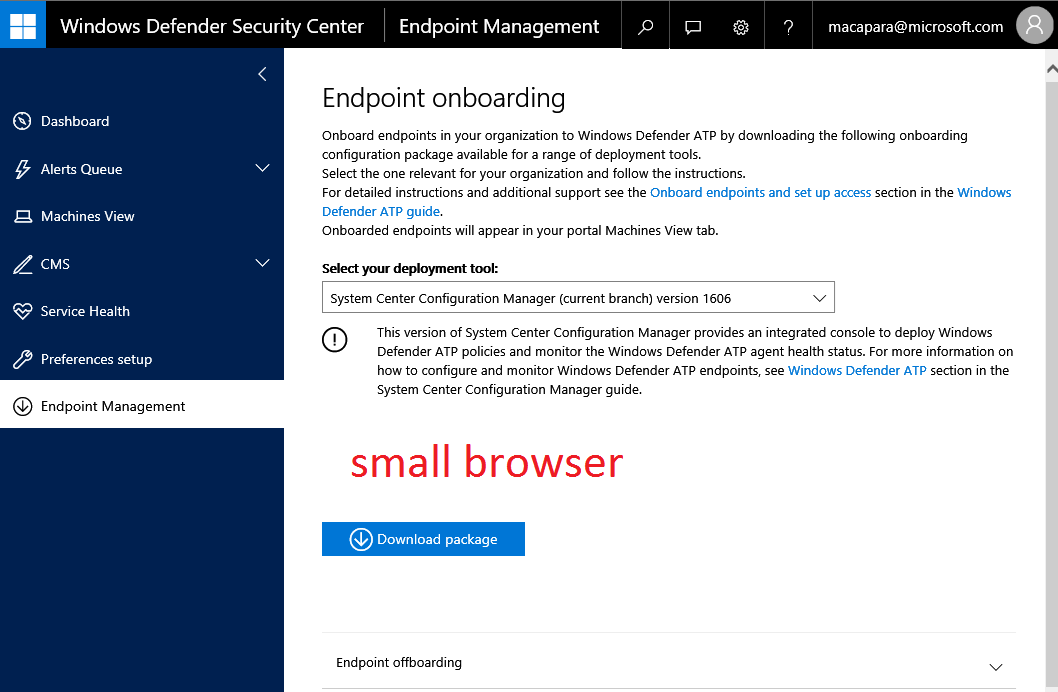 Windows Defender Security Center
Endpoint Management
?
macapara@microsoft.com
Dashboard
Alerts Queue
Machines View
CMS
Service Health
Preferences setup
Endpoint Management
Endpoint onboarding
Onboard endpoints in your organization to Windows Defender ATP by downloading the following onboarding
configuration package available for a range of deployment tools.
Select the one relevant for your organization and follow the instructions.
For detailed instructions and additional support see the Onboard endpoints and set up access section in the Windows
Defender ATP guide.
Onboarded endpoints will appear in your portal Machines View tab.
Select your deployment tool:
System Center Configuration Manager (current branch) version 1606
This version of System Center Configuration Manager provides an integrated console to deploy Windows
Defender ATP policies and monitor the Windows Defender ATP agent health status. For more information on
how to configure and monitor Windows Defender ATP endpoints, see Windows Defender ATP section in the
System Center Configuration Manager guide.
small browser
Download package
Endpoint offboarding